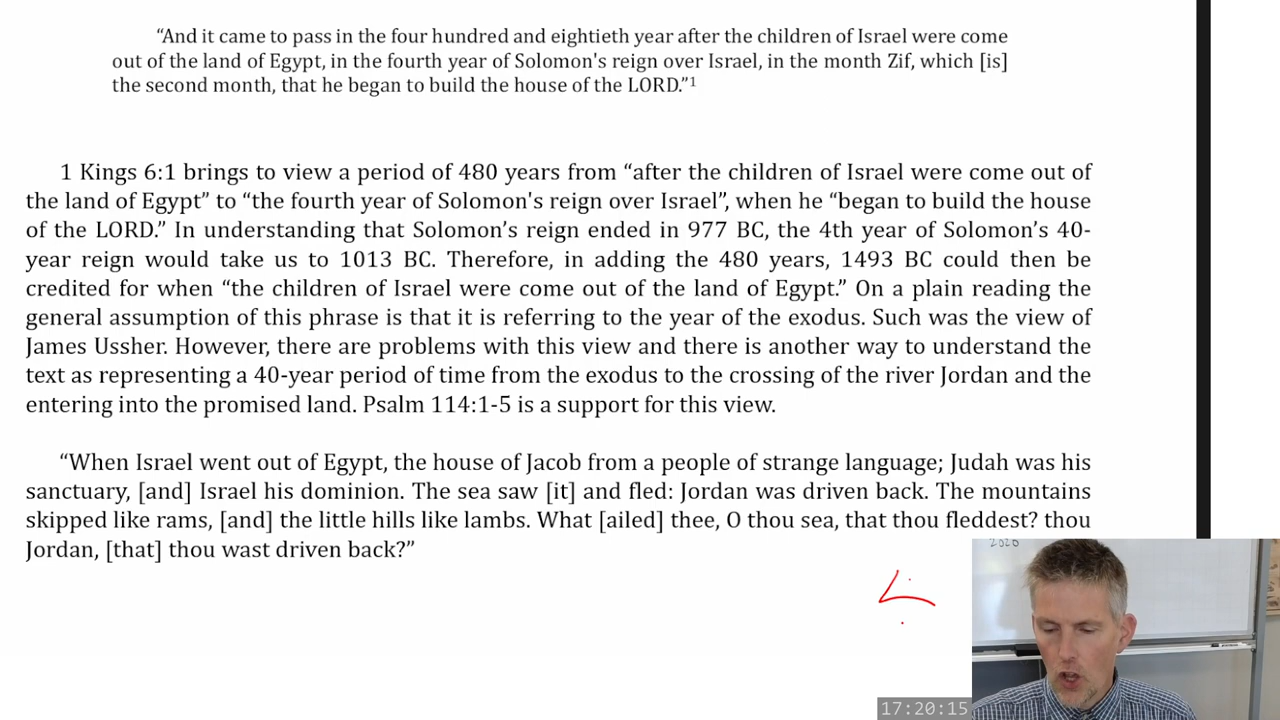 “And it came to pass in the four hundred and eightieth year after the children of Israel were come
out of the land of Egypt, in the fourth year of Solomon's reign over Israel, in the month Zif, which [is]
the second month, that he began to build the house of the LORD.”1
1 Kings 6:1 brings to view a period of 480 years from “after the children of Israel were come out of
the land of Egypt” to “the fourth year of Solomon's reign over Israel”, when he “began to build the house
of the LORD.” In understanding that Solomon’s reign ended in 977 BC, the 4th year of Solomon’s 40-
year reign would take us to 1013 BC. Therefore, in adding the 480 years, 1493 BC could then be
credited for when “the children of Israel were come out of the land of Egypt.” On a plain reading the
general assumption of this phrase is that it is referring to the year of the exodus. Such was the view of
James Ussher. However, there are problems with this view and there is another way to understand the
text as representing a 40-year period of time from the exodus to the crossing of the river Jordan and the
entering into the promised land. Psalm 114:1-5 is a support for this view.
“When Israel went out of Egypt, the house of Jacob from a people of strange language; Judah was his
sanctuary, [and] Israel his dominion. The sea saw [it] and fled: Jordan was driven back. The mountains
skipped like rams, [and] the little hills like lambs. What [ailed] thee, O thou sea, that thou fleddest? thou
Jordan, [that] thou wast driven back?”
17:20:15